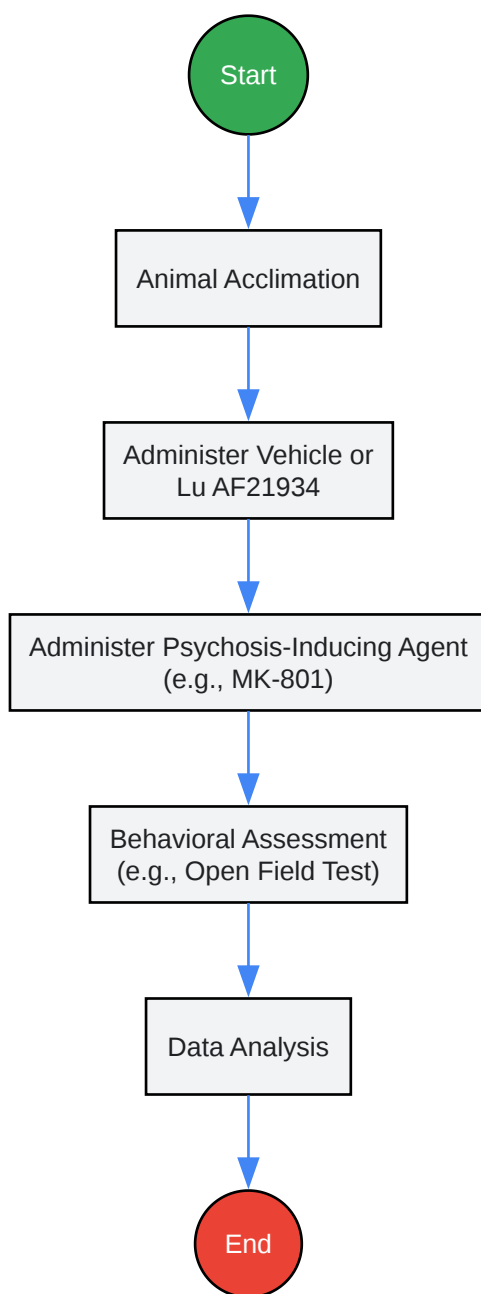 Start
Animal Acclimation
Administer Vehicle or
Lu AF21934
Administer Psychosis-Inducing Agent
(e.g., MK-801)
Behavioral Assessment
(e.g., Open Field Test)
Data Analysis
End